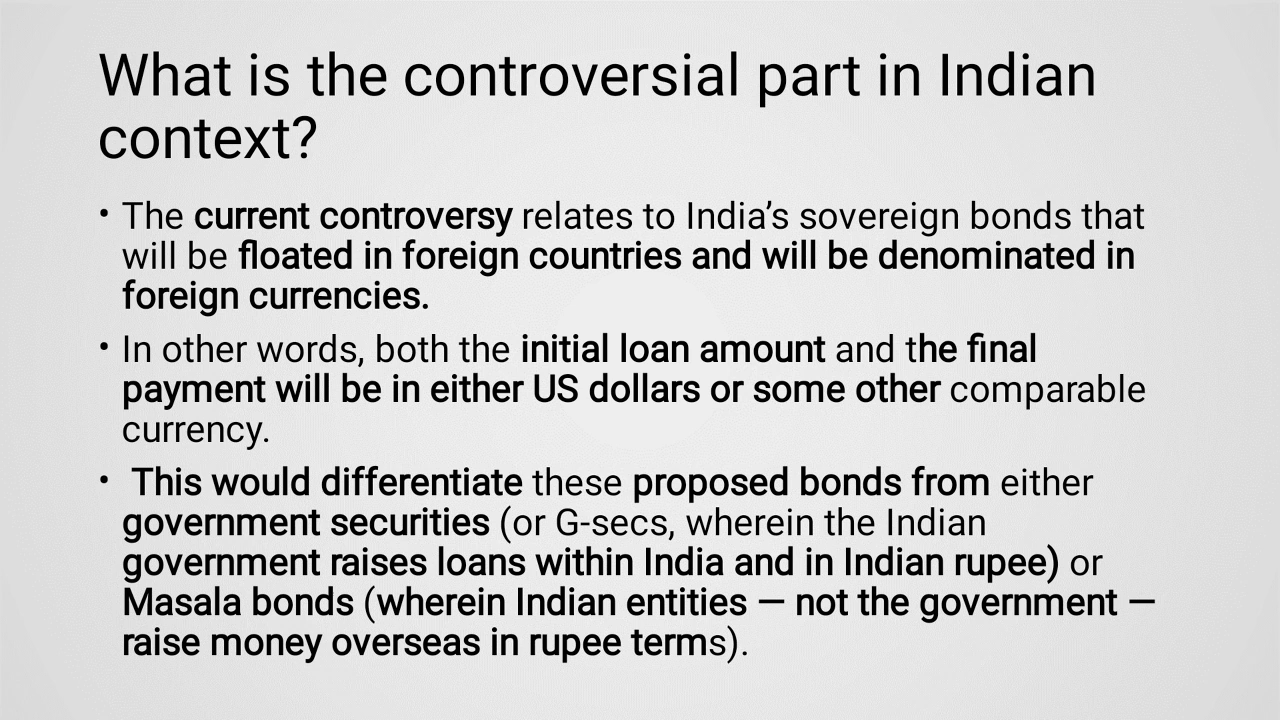 What is the controversial part in Indian
context?
• The current controversy relates to India’s sovereign bonds that
will be floated in foreign countries and will be denominated in
foreign currencies.
• In other words, both the initial loan amount and the final
payment will be in either US dollars or some other comparable
currency.
• This would differentiate these proposed bonds from either
government securities (or G-secs, wherein the Indian
government raises loans within India and in Indian rupee) or
Masala bonds (wherein Indian entities — not the government —
raise money overseas in rupee terms).